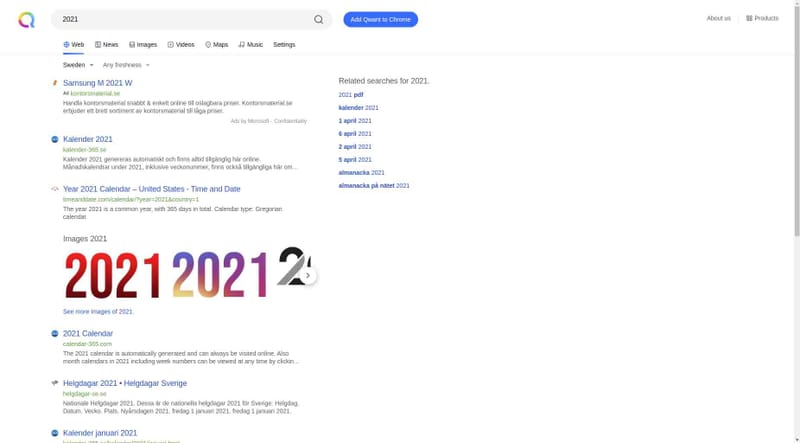 2021
Add Qwant to Chrome
About us
Products
Web
News
Images
Videos
Maps
Music
Settings
Sweden
Any freshness
Samsung M 2021 W
Ad kontorsmaterial.se
Handla kontorsmaterial snabbt & enkelt online till oslagbara priser. Kontorsmaterial.se
erbjuder ett brett sortiment av kontorsmaterial till låga priser.
Ads by Microsoft - Confidentiality
Kalender 2021
kalender-365.se
Kalender 2021 genereras automatiskt och finns alltid tillgänglig här online.
Månadskalendrar under 2021, inklusive veckonummer, finns också tillgängliga här om...
Year 2021 Calendar – United States - Time and Date
timeanddate.com/calendar/?year=2021&country=1
The year 2021 is a common year, with 365 days in total. Calendar type: Gregorian
calendar
Images 2021
2021
2021
2
See more images of 2021.
2021 Calendar
calendar-365.com
The 2021 calendar is automatically generated and can always be visited online. Also
month calendars in 2021 including week numbers can be viewed at any time by clickin...
Helgdagar 2021 • Helgdagar Sverige
helgdagar-se.se
Nationale Helgdagar 2021. Dessa är de nationella helgdagar 2021 för Sverige: Helgdag.
Datum. Vecko. Plats. Nyårsdagen 2021. fredag 1 januari 2021. fredag 1 januari 2021.
Kalender januari 2021
Related searches for 2021.
2021 pdf
kalender 2021
1 april 2021
6 april 2021
2 april 2021
5 april 2021
almanacka 2021
almanacka på nätet 2021